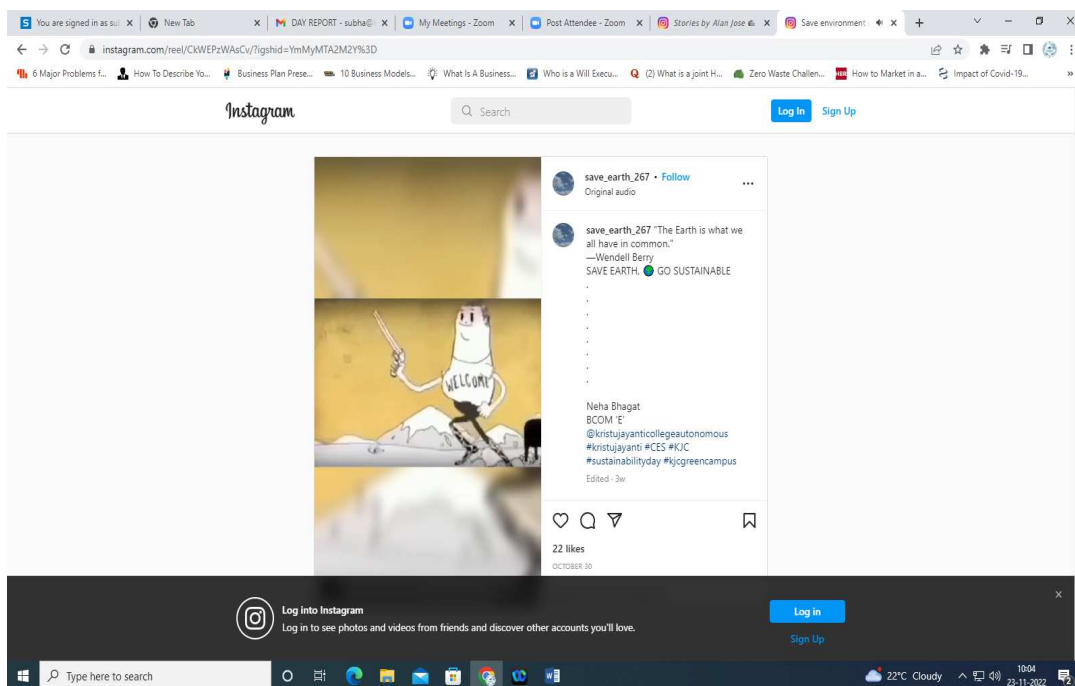 You are signed in as su
New Tab
DAY REPORT - subha@
My Meetings - Zoom
Post Attendee - Zoom
Stories by Alan Jose
Save environment
instagram.com/reel/CkWEPzWAsCv/?igshid=YmMyMTA2M2Y%3D
6 Major Problems f...
How To Describe Yo...
Business Plan Prese...
10 Business Models...
What Is A Business...
Who is a Will Execu...
(2) What is a joint H...
Zero Waste Challen...
How to Market in a...
Impact of Covid-19...
Instagram
Search
Log In
Sign Up
save_earth_267 • Follow
Original audio
save_earth_267 "The Earth is what we
all have in common."
—Wendell Berry
SAVE EARTH, 🌍 GO SUSTAINABLE
.
.
.
.
.
.
.
.
Neha Bhagat
BCOM 'E'
@kristujayanticollegeautonomous
#kristujayanti #CES #KJC
#sustainabilityday #kjcgreencampus
Edited · 3w
WELCOME
22 likes
OCTOBER 30
Log into Instagram
Log in to see photos and videos from friends and discover other accounts you'll love.
Log in
Sign Up
Type here to search
22°C Cloudy
10:04
23-11-2022